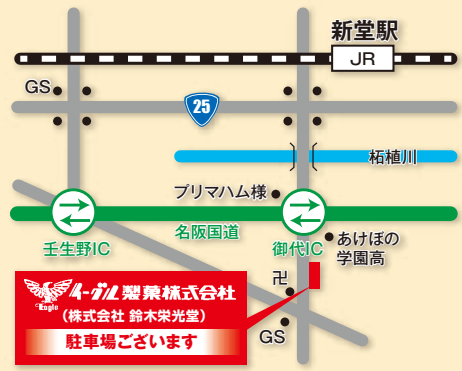 新堂駅
JR
GS
25
柘植川
プリマハム様
名阪国道
壬生野IC
御代IC
あけぼの
学園高
卍
Eagle
イーグル製菓株式会社
(株式会社 鈴木栄光堂)
駐車場ございます
GS